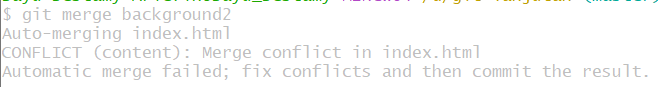 $ git merge background2
Auto-merging index.html
CONFLICT (content): Merge conflict in index.html
Automatic merge failed; fix conflicts and then commit the result.